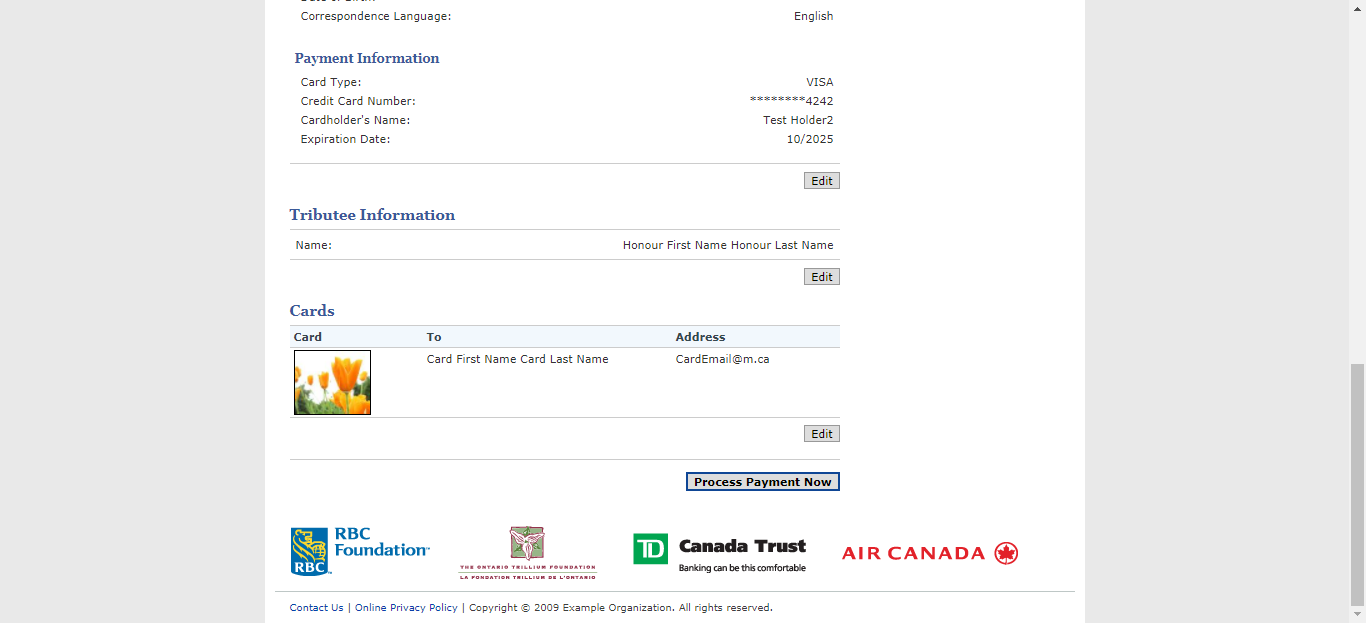 Correspondence Language: English
Payment Information
Card Type: VISA
Credit Card Number: ********4242
Cardholder's Name: Test Holder2
Expiration Date: 10/2025
Edit
Tributee Information
Name: Honour First Name Honour Last Name
Edit
Cards
Card To Address
Card First Name Card Last Name CardEmail@m.ca
Edit
Process Payment Now
RBC
Foundation™
RBC™
THE ONTARIO TRILLIUM FOUNDATION
LA FONDATION TRILLIUM DE L'ONTARIO
TD Canada Trust
Banking can be this comfortable
AIR CANADA
Contact Us | Online Privacy Policy | Copyright © 2009 Example Organization. All rights reserved.